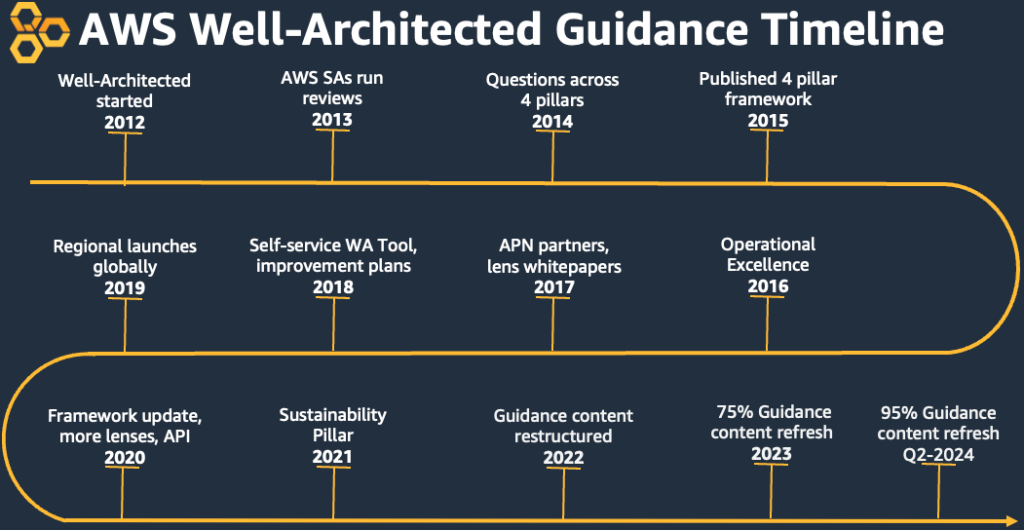 AWS Well-Architected Guidance Timeline
Well-Architected
started
2012
AWS SAs run
reviews
2013
Questions across
4 pillars
2014
Published 4 pillar
framework
2015
Operational
Excellence
2016
APN partners,
lens whitepapers
2017
Self-service WA Tool,
improvement plans
2018
Regional launches
globally
2019
Framework update,
more lenses, API
2020
Sustainability
Pillar
2021
Guidance content
restructured
2022
75% Guidance
content refresh
2023
95% Guidance
content refresh
Q2-2024